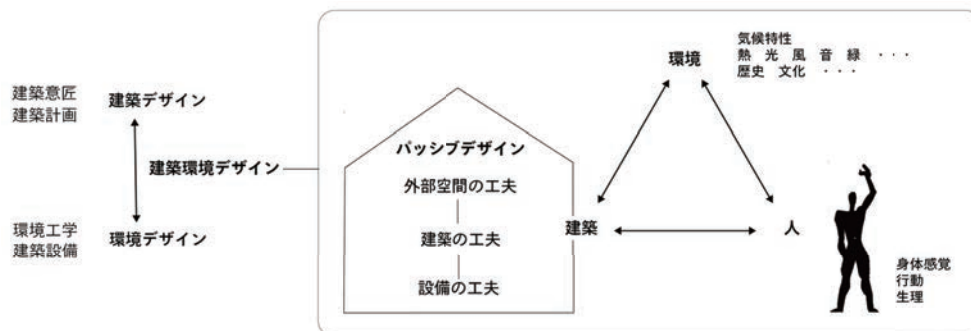 建築意匠
建築計画
建築デザイン
建築環境デザイン
環境工学
建築設備
環境デザイン
パッシブデザイン
外部空間の工夫
建築の工夫
設備の工夫
環境
気候特性
熱 光 風 音 緑 ・・・
歴史 文化 ・・・
建築
人
身体感覚
行動
生理